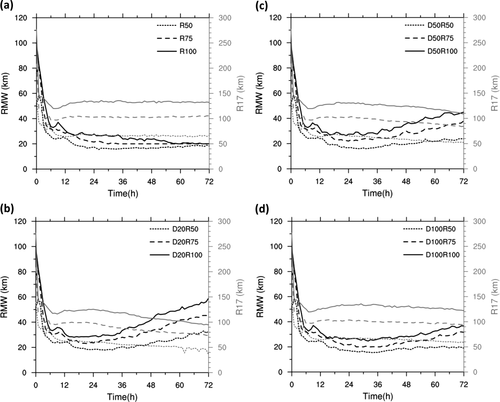 (a)
R50
R75
R100
RMW (km)
120
100
80
60
40
20
0
R17 (km)
300
250
200
150
100
50
0
0 12 24 36 48 60 72
Time(h)
(c)
D50R50
D50R75
D50R100
RMW (km)
120
100
80
60
40
20
0
R17 (km)
300
250
200
150
100
50
0
0 12 24 36 48 60 72
Time(h)
(b)
D20R50
D20R75
D20R100
RMW (km)
120
100
80
60
40
20
0
R17 (km)
300
250
200
150
100
50
0
0 12 24 36 48 60 72
Time(h)
(d)
D100R50
D100R75
D100R100
RMW (km)
120
100
80
60
40
20
0
R17 (km)
300
250
200
150
100
50
0
0 12 24 36 48 60 72
Time(h)